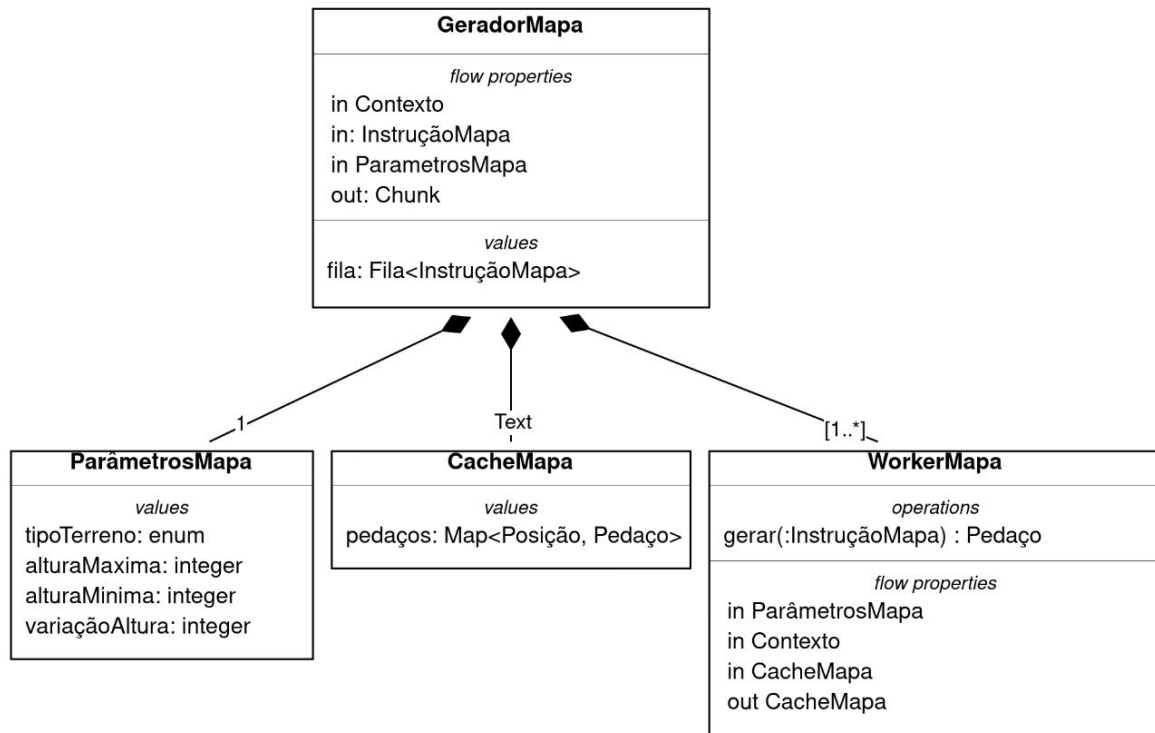 GeradorMapa
flow properties
in Contexto
in: InstruçãoMapa
in ParametrosMapa
out: Chunk
values
fila: Fila<InstruçãoMapa>
1
Text
[1..*]
ParâmetrosMapa
values
tipoTerreno: enum
alturaMaxima: integer
alturaMinima: integer
variaçãoAltura: integer
CacheMapa
values
pedaços: Map<Posição, Pedaço>
WorkerMapa
operations
gerar(:InstruçãoMapa) : Pedaço
flow properties
in ParâmetrosMapa
in Contexto
in CacheMapa
out CacheMapa